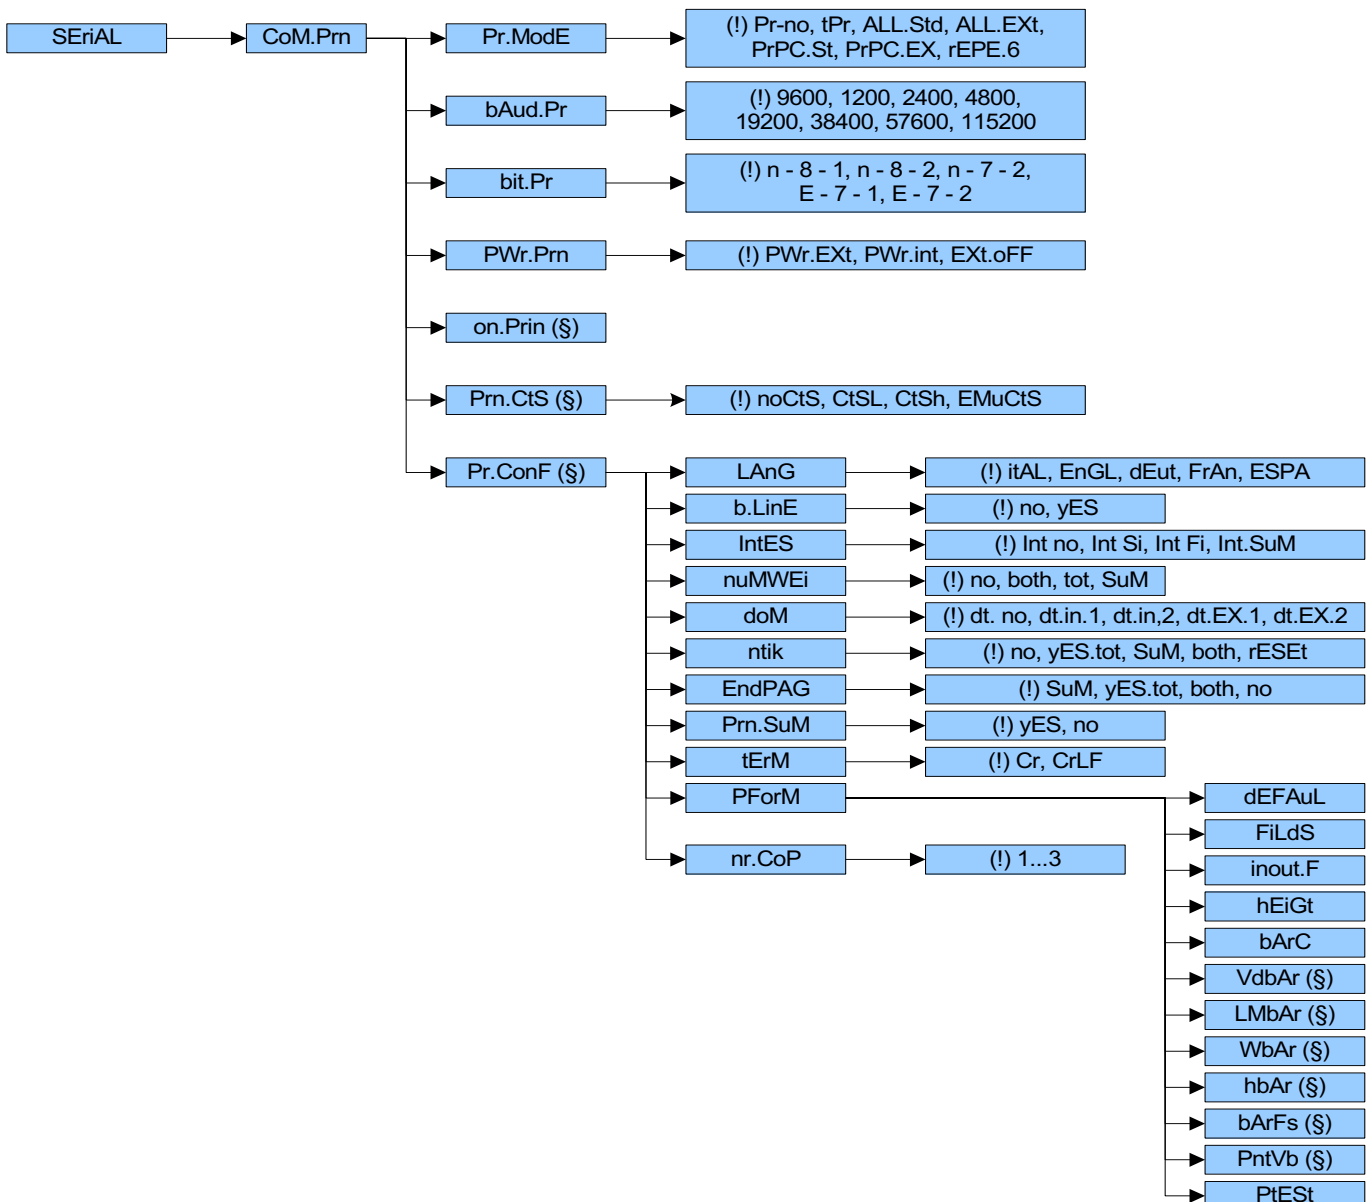 SEriAL
CoM.Prn
Pr.ModE
(!) Pr-no, tPr, ALL.Std, ALL.EXt,
PrPC.St, PrPC.EX, rEPE.6
bAud.Pr
(!) 9600, 1200, 2400, 4800,
19200, 38400, 57600, 115200
bit.Pr
(!) n - 8 - 1, n - 8 - 2, n - 7 - 2,
E - 7 - 1, E - 7 - 2
PWr.Prn
(!) PWr.EXt, PWr.int, EXt.oFF
on.Prin (§)
Prn.CtS (§)
(!) noCtS, CtSL, CtSh, EMuCtS
Pr.ConF (§)
LAnG
(!) itAL, EnGL, dEut, FrAn, ESPA
b.LinE
(!) no, yES
IntES
(!) Int no, Int Si, Int Fi, Int.SuM
nuMWEi
(!) no, both, tot, SuM
doM
(!) dt. no, dt.in.1, dt.in,2, dt.EX.1, dt.EX.2
ntik
(!) no, yES.tot, SuM, both, rESEt
EndPAG
(!) SuM, yES.tot, both, no
Prn.SuM
(!) yES, no
tErM
(!) Cr, CrLF
PForM
dEFAuL
FiLdS
inout.F
nr.CoP
(!) 1...3
hEiGt
bArC
VdbAr (§)
LMbAr (§)
WbAr (§)
hbAr (§)
bArFs (§)
PntVb (§)
PtESt